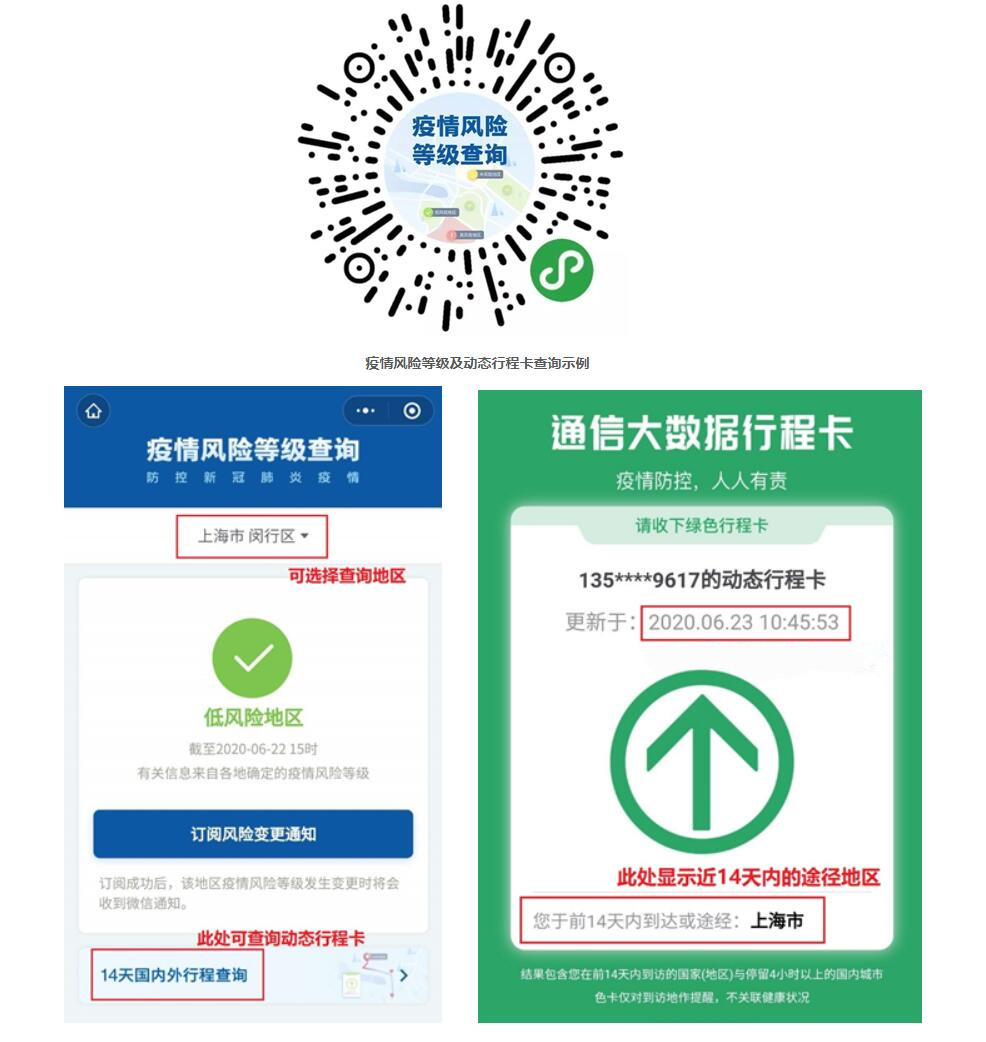 疫情风险
等级查询
低风险地区
疫情风险等级及动态行程卡查询示例
疫情风险等级查询
防控新冠肺炎疫情
上海市 闵行区
可选择查询地区
低风险地区
截至2020-06-22 15时
有关信息来自各地确定的疫情风险等级
订阅风险变更通知
订阅成功后，该地区疫情风险等级发生变更时将会
收到微信通知。
此处可查询动态行程卡
14天国内外行程查询
通信大数据行程卡
疫情防控，人人有责
请收下绿色行程卡
135****9617的动态行程卡
更新于：2020.06.23 10:45:53
此处显示近14天内的途径地区
您于前14天内到达或途经：上海市
结果包含您在前14天内到访的国家(地区)与停留4小时以上的国内城市
色卡仅对到访地作提醒，不关联健康状况